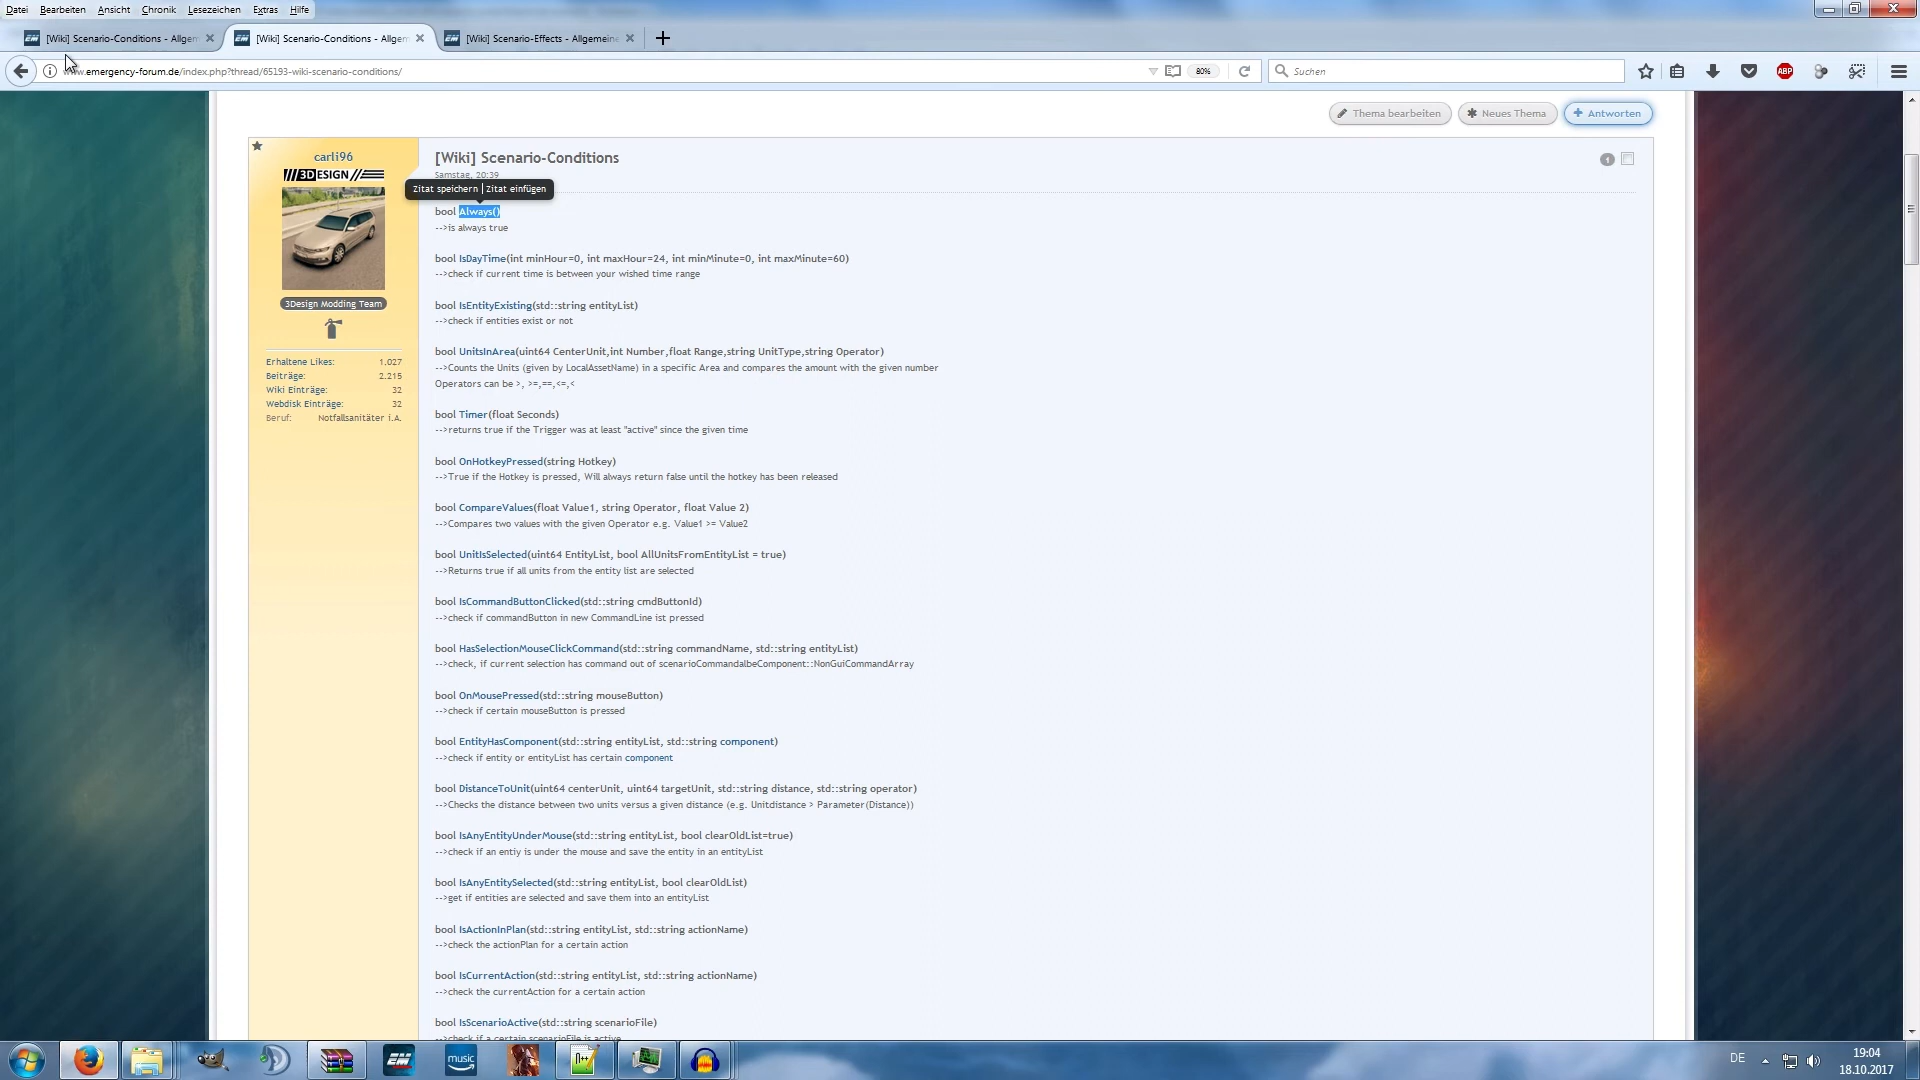 Datei Bearbeiten Ansicht Chronik Lesezeichen Extras Hilfe
[Wiki] Scenario-Conditions - Allgem
[Wiki] Scenario-Conditions - Allgem
[Wiki] Scenario-Effects - Allgemeine
.emergency-forum.de/index.php?thread/65193-wiki-scenario-conditions/
80%
Suchen
ABP
Thema bearbeiten
Neues Thema
Antworten
carli96
3DESIGN
3Design Modding Team
Erhaltene Likes: 1.027
Beiträge: 2.215
Wiki Einträge: 32
Webdisk Einträge: 32
Beruf: Notfallsanitäter i.A.
[Wiki] Scenario-Conditions
1
Samstag, 20:39
Zitat speichern | Zitat einfügen
bool Always()
-->is always true
bool IsDayTime(int minHour=0, int maxHour=24, int minMinute=0, int maxMinute=60)
-->check if current time is between your wished time range
bool IsEntityExisting(std::string entityList)
-->check if entities exist or not
bool UnitsInArea(uint64 CenterUnit,int Number,float Range,string UnitType,string Operator)
-->Counts the Units (given by LocalAssetName) in a specific Area and compares the amount with the given number
Operators can be >, >=,==,<=,<
bool Timer(float Seconds)
-->returns true if the Trigger was at least "active" since the given time
bool OnHotkeyPressed(string Hotkey)
-->True if the Hotkey is pressed, Will always return false until the hotkey has been released
bool CompareValues(float Value1, string Operator, float Value 2)
-->Compares two values with the given Operator e.g. Value1 >= Value2
bool UnitIsSelected(uint64 EntityList, bool AllUnitsFromEntityList = true)
-->Returns true if all units from the entity list are selected
bool IsCommandButtonClicked(std::string cmdButtonId)
-->check if commandButton in new CommandLine ist pressed
bool HasSelectionMouseClickCommand(std::string commandName, std::string entityList)
-->check, if current selection has command out of scenarioCommandalbeComponent::NonGuiCommandArray
bool OnMousePressed(std::string mouseButton)
-->check if certain mouseButton is pressed
bool EntityHasComponent(std::string entityList, std::string component)
-->check if entity or entityList has certain component
bool DistanceToUnit(uint64 centerUnit, uint64 targetUnit, std::string distance, std::string operator)
-->Checks the distance between two units versus a given distance (e.g. Unitdistance > Parameter(Distance))
bool IsAnyEntityUnderMouse(std::string entityList, bool clearOldList=true)
-->check if an entiy is under the mouse and save the entity in an entityList
bool IsAnyEntitySelected(std::string entityList, bool clearOldList)
-->get if entities are selected and save them into an entityList
bool IsActionInPlan(std::string entityList, std::string actionName)
-->check the actionPlan for a certain action
bool IsCurrentAction(std::string entityList, std::string actionName)
-->check the currentAction for a certain action
bool IsScenarioActive(std::string scenarioFile)
-->check if a certain scenarioFile is active
EM
music
DE
19:04
18.10.2017